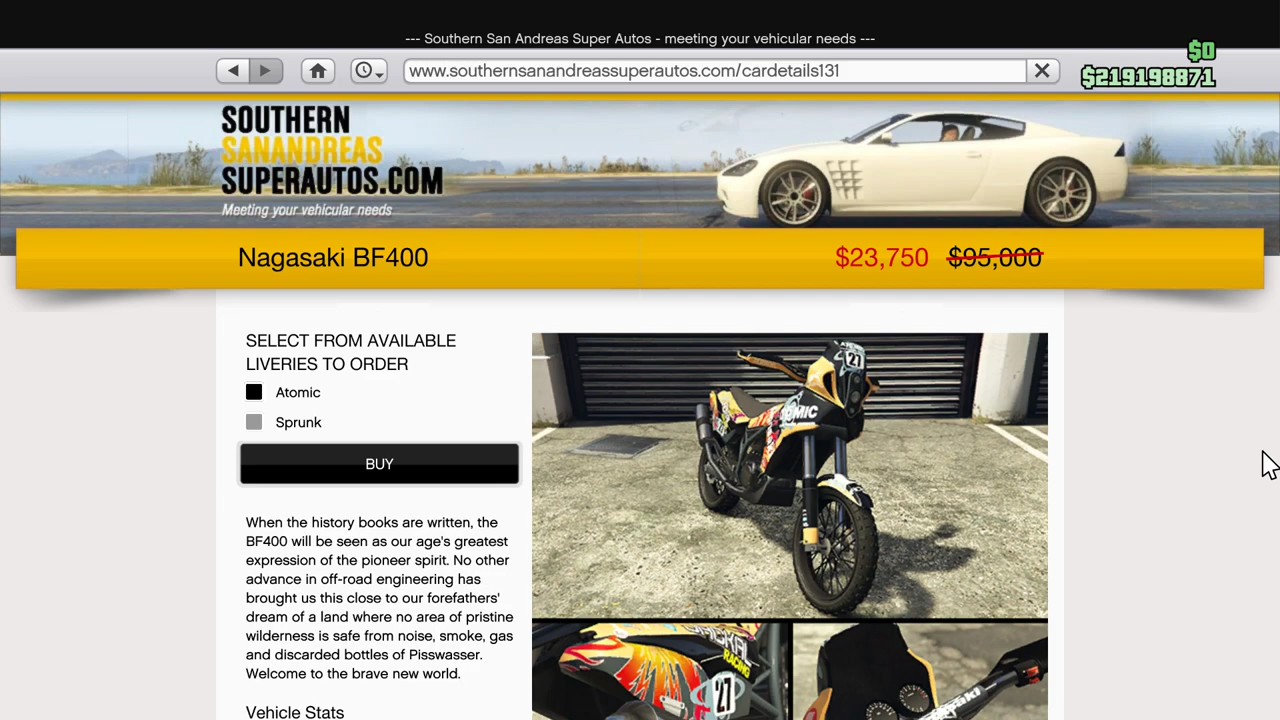 --- Southern San Andreas Super Autos - meeting your vehicular needs ---
$0
www.southernsanandreassuperautos.com/cardetails131
$219198871
SOUTHERN
SANANDREAS
SUPERAUTOS.COM
Meeting your vehicular needs
Nagasaki BF400
$23,750 $95,000
SELECT FROM AVAILABLE
LIVERIES TO ORDER
Atomic
Sprunk
BUY
When the history books are written, the
BF400 will be seen as our age's greatest
expression of the pioneer spirit. No other
advance in off-road engineering has
brought us this close to our forefathers'
dream of a land where no area of pristine
wilderness is safe from noise, smoke, gas
and discarded bottles of Pisswasser.
Welcome to the brave new world.
Vehicle Stats
27
RACING
27